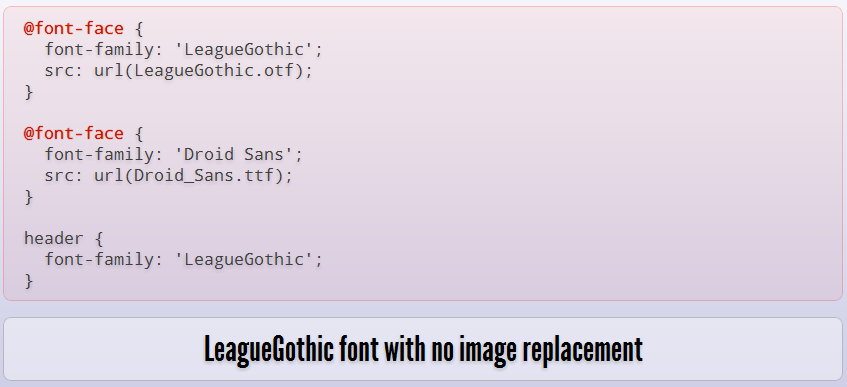 @font-face {
  font-family: 'LeagueGothic';
  src: url(LeagueGothic.otf);
}
@font-face {
  font-family: 'Droid Sans';
  src: url(Droid_Sans.ttf);
}
header {
  font-family: 'LeagueGothic';
}
LeagueGothic font with no image replacement